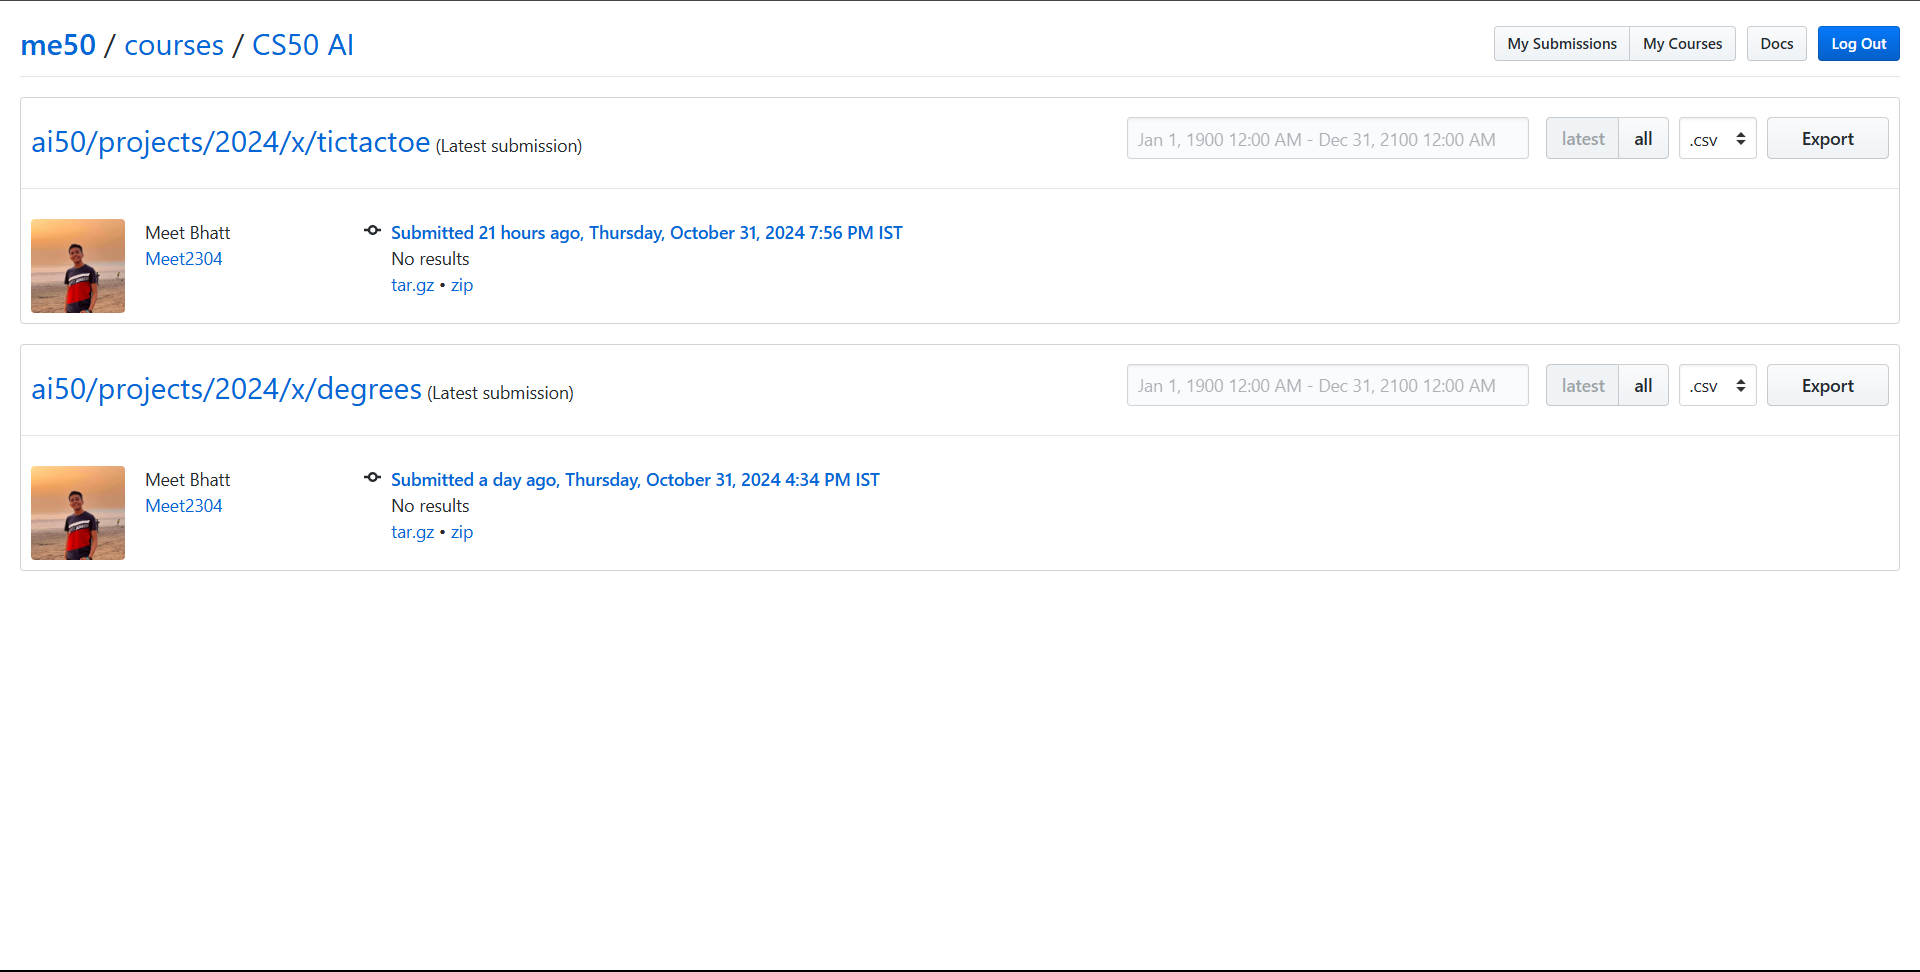 me50 / courses / CS50 AI
My Submissions My Courses Docs Log Out
ai50/projects/2024/x/tictactoe (Latest submission)
Jan 1, 1900 12:00 AM - Dec 31, 2100 12:00 AM latest all .csv Export
Meet Bhatt
Meet2304
Submitted 21 hours ago, Thursday, October 31, 2024 7:56 PM IST
No results
tar.gz • zip
ai50/projects/2024/x/degrees (Latest submission)
Jan 1, 1900 12:00 AM - Dec 31, 2100 12:00 AM latest all .csv Export
Meet Bhatt
Meet2304
Submitted a day ago, Thursday, October 31, 2024 4:34 PM IST
No results
tar.gz • zip